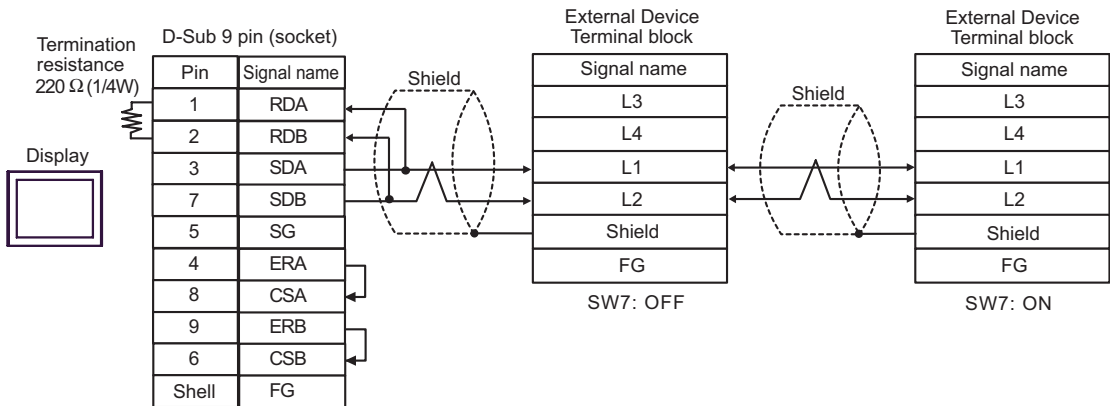 Termination
resistance
220 Ω (1/4W)
Display
D-Sub 9 pin (socket)
Pin Signal name
1 RDA
2 RDB
3 SDA
7 SDB
5 SG
4 ERA
8 CSA
9 ERB
6 CSB
Shell FG
Shield
External Device
Terminal block
Signal name
L3
L4
L1
L2
Shield
FG
SW7: OFF
Shield
External Device
Terminal block
Signal name
L3
L4
L1
L2
Shield
FG
SW7: ON